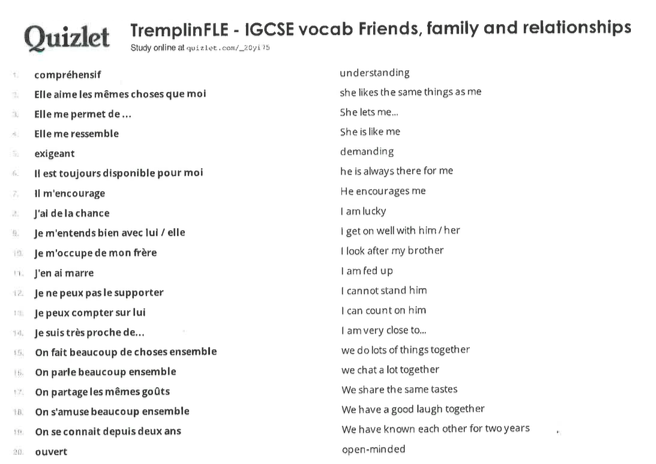 Quizlet
TremplinFLE - IGCSE vocab Friends, family and relationships
Study online at quizlet.com/_20yi75
1. compréhensif understanding
2. Elle aime les mêmes choses que moi she likes the same things as me
3. Elle me permet de ... She lets me...
4. Elle me ressemble She is like me
5. exigeant demanding
6. Il est toujours disponible pour moi he is always there for me
7. Il m'encourage He encourages me
8. J'ai de la chance I am lucky
9. Je m'entends bien avec lui / elle I get on well with him / her
10. Je m'occupe de mon frère I look after my brother
11. J'en ai marre I am fed up
12. Je ne peux pas le supporter I cannot stand him
13. Je peux compter sur lui I can count on him
14. Je suis très proche de... I am very close to...
15. On fait beaucoup de choses ensemble we do lots of things together
16. On parle beaucoup ensemble we chat a lot together
17. On partage les mêmes goûts We share the same tastes
18. On s'amuse beaucoup ensemble We have a good laugh together
19. On se connait depuis deux ans We have known each other for two years
20. ouvert open-minded